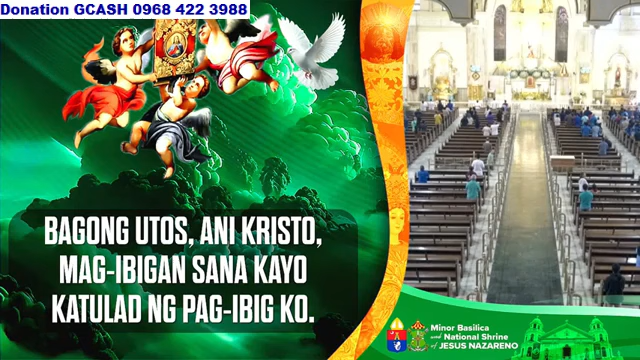 Donation GCASH 0968 422 3988
BAGONG UTOS, ANI KRISTO,
MAG-IBIGAN SANA KAYO
KATULAD NG PAG-IBIG KO.
Minor Basilica
and National Shrine
of JESUS NAZARENO